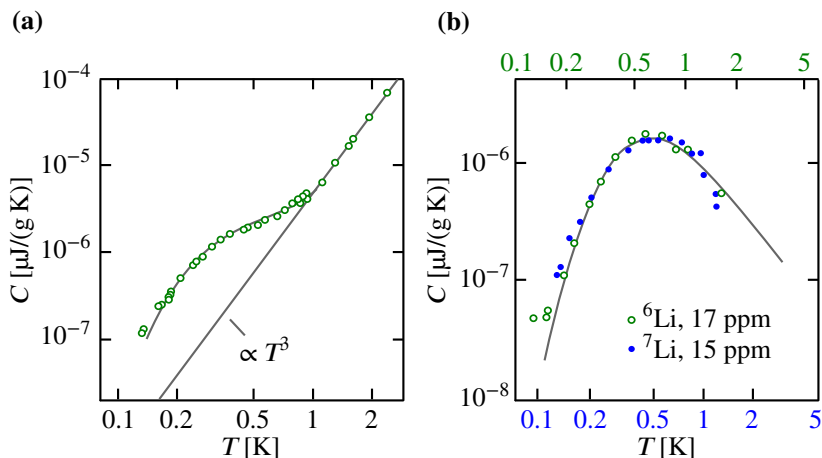 (a)
10⁻⁴
10⁻⁵
10⁻⁶
10⁻⁷
C [µJ/(g K)]
∝ T³
0.1 0.2 0.5 1 2
T [K]
(b)
0.1 0.2 0.5 1 2 5
10⁻⁶
10⁻⁷
10⁻⁸
C [µJ/(g K)]
⁶Li, 17 ppm
⁷Li, 15 ppm
0.1 0.2 0.5 1 2 5
T [K]